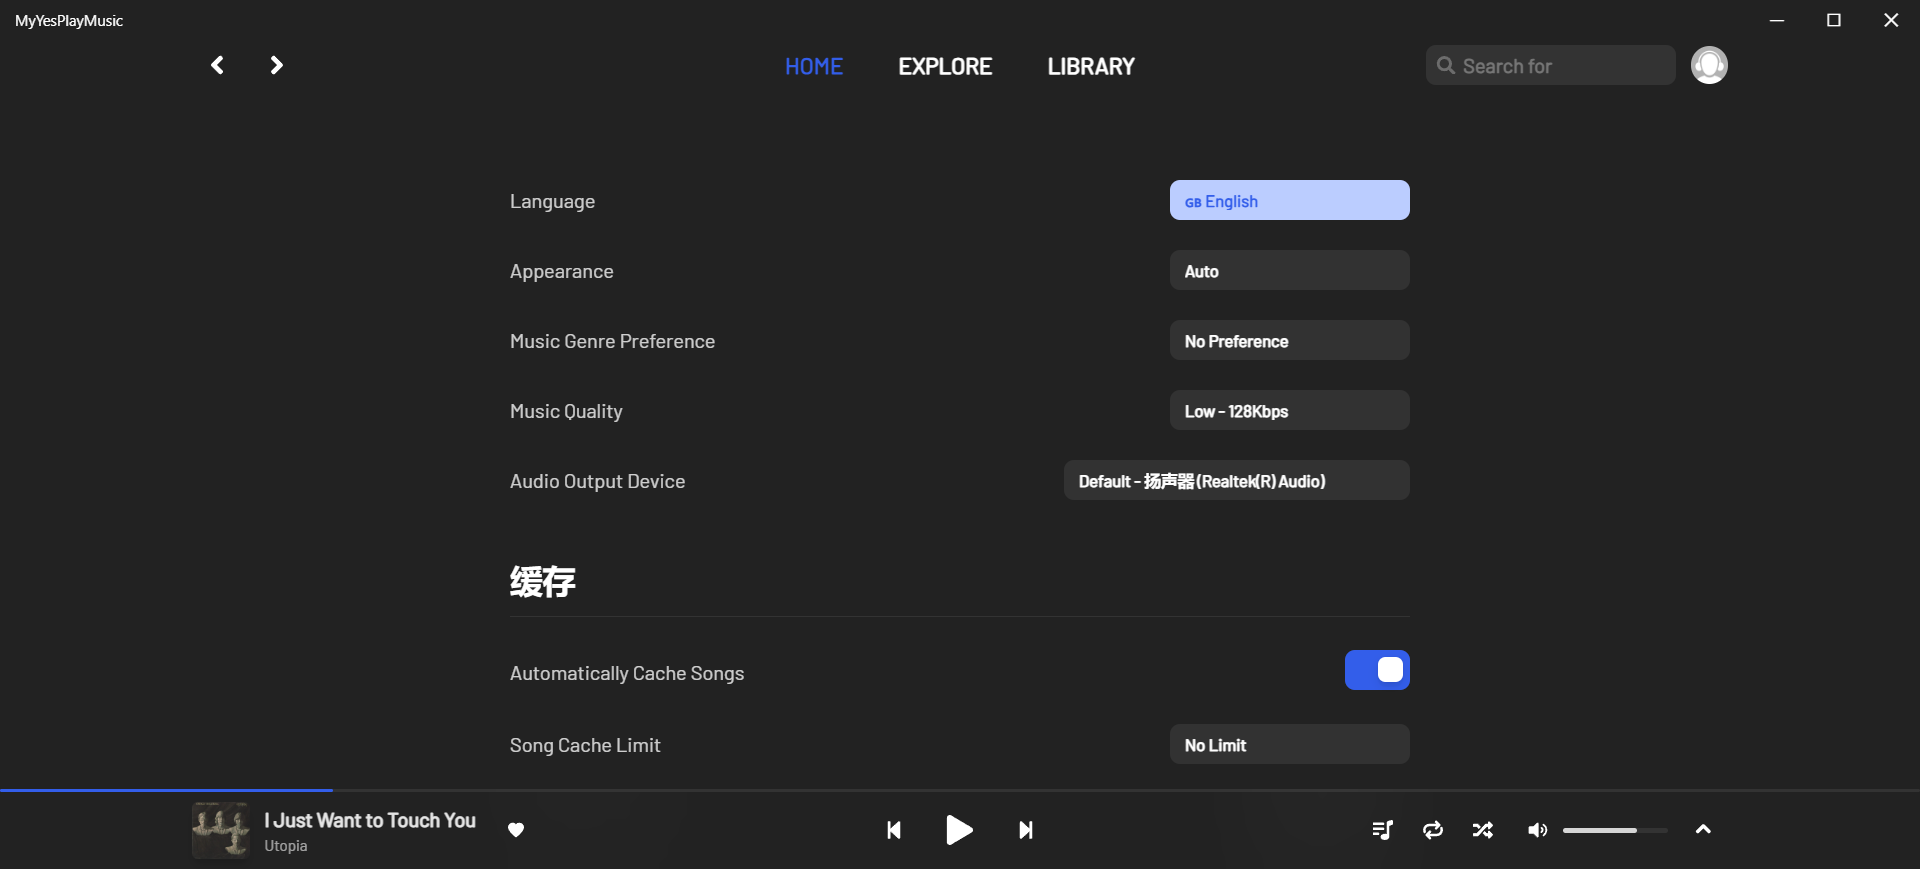 MyYesPlayMusic
HOME
EXPLORE
LIBRARY
Search for
Language
GB English
Appearance
Auto
Music Genre Preference
No Preference
Music Quality
Low - 128Kbps
Audio Output Device
Default - 扬声器 (Realtek(R) Audio)
缓存
Automatically Cache Songs
Song Cache Limit
No Limit
I Just Want to Touch You
Utopia